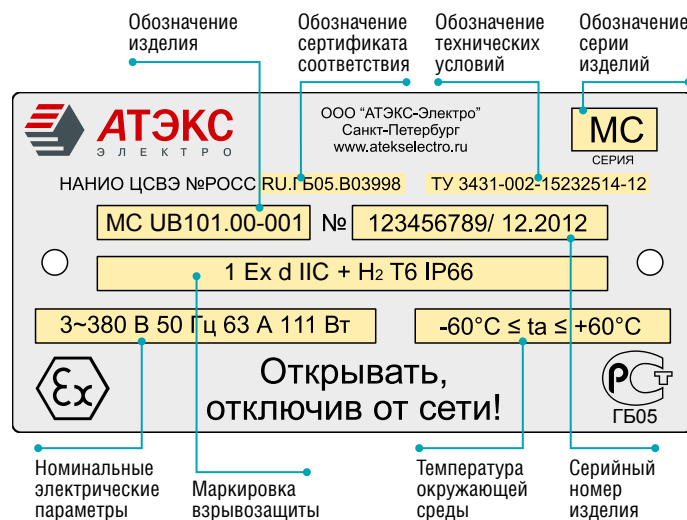 Обозначение
изделия
Обозначение
сертификата
соответствия
Обозначение
технических
условий
Обозначение
серии
изделий
АТЭКС
ЭЛЕКТРО
ООО "АТЭКС-Электро"
Санкт-Петербург
www.atekselectro.ru
МС
СЕРИЯ
НАНИО ЦСВЭ №РОСС RU.ГБ05.В03998
ТУ 3431-002-15232514-12
МС UB101.00-001 № 123456789/ 12.2012
1 Ex d IIC + H₂ T6 IP66
3~380 В 50 Гц 63 А 111 Вт
-60°C ≤ ta ≤ +60°C
Ex
Открывать,
отключив от сети!
РСТ
ГБ05
Номинальные
электрические
параметры
Маркировка
взрывозащиты
Температура
окружающей
среды
Серийный
номер
изделия